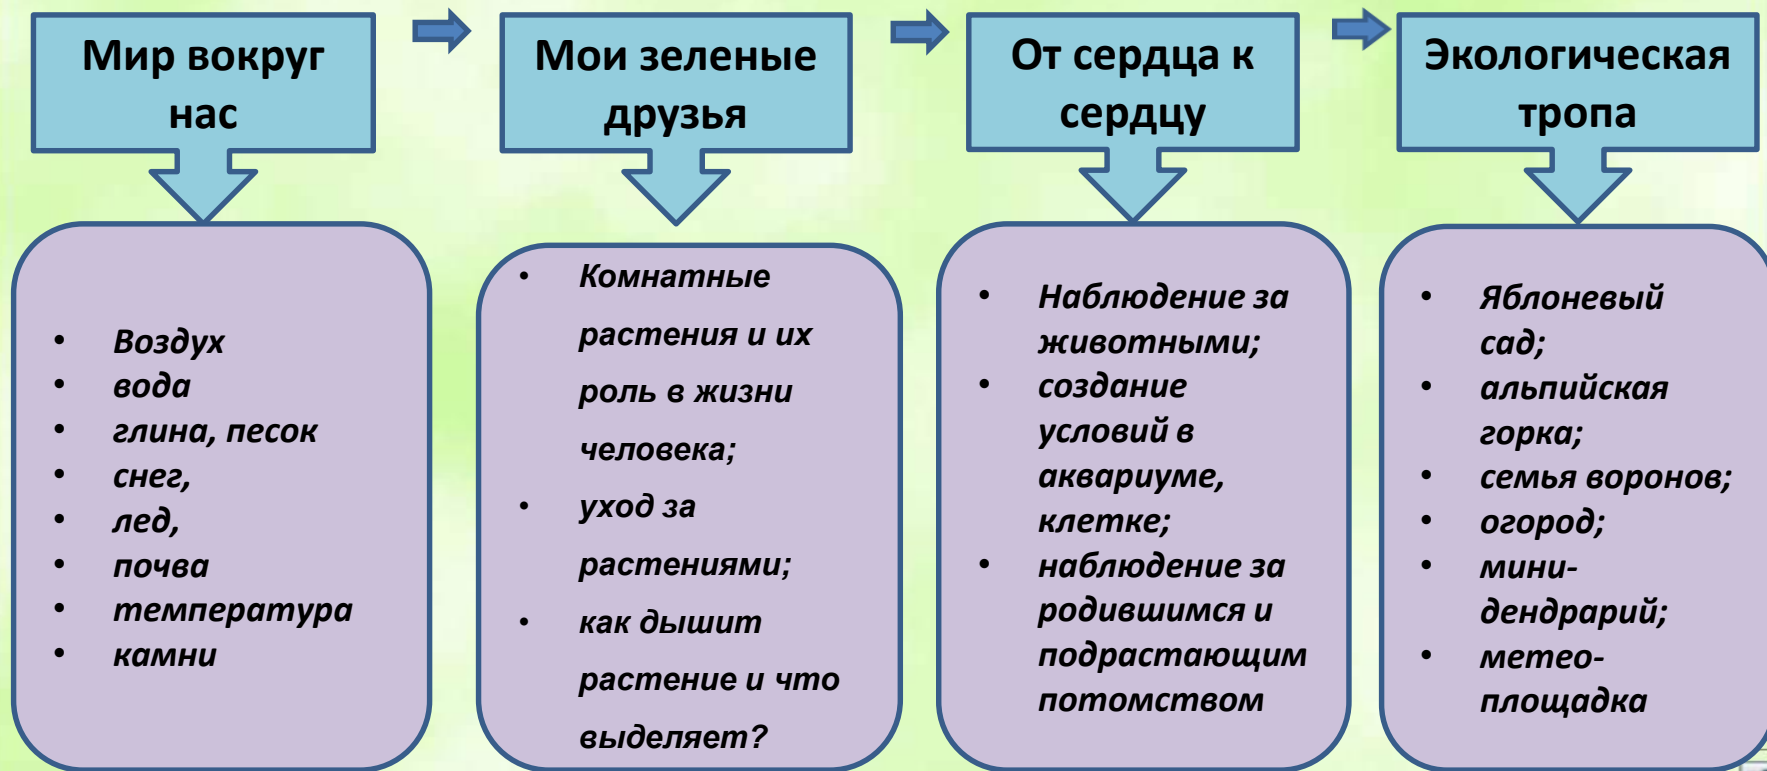 Мир вокруг
нас
Воздух
вода
глина, песок
снег,
лед,
почва
температура
камни
Мои зеленые
друзья
Комнатные
растения и их
роль в жизни
человека;
уход за
растениями;
как дышит
растение и что
выделяет?
От сердца к
сердцу
Наблюдение за
животными;
создание
условий в
аквариуме,
клетке;
наблюдение за
родившимся и
подрастающим
потомством
Экологическая
тропа
Яблоневый
сад;
альпийская
горка;
семья воронов;
огород;
мини-
дендрарий;
метео-
площадка